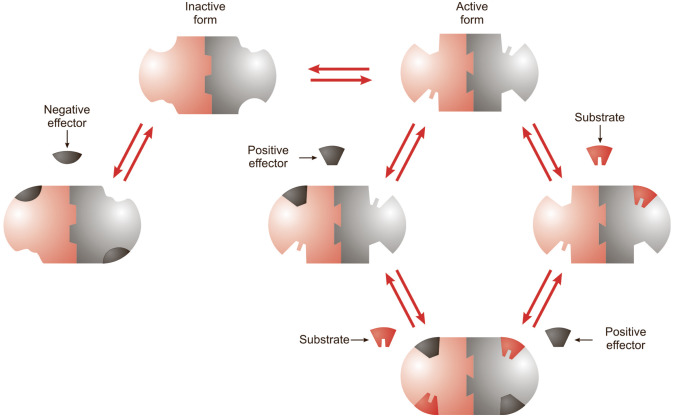 Inactive
form
Active
form
Negative
effector
Positive
effector
Substrate
Substrate
Positive
effector